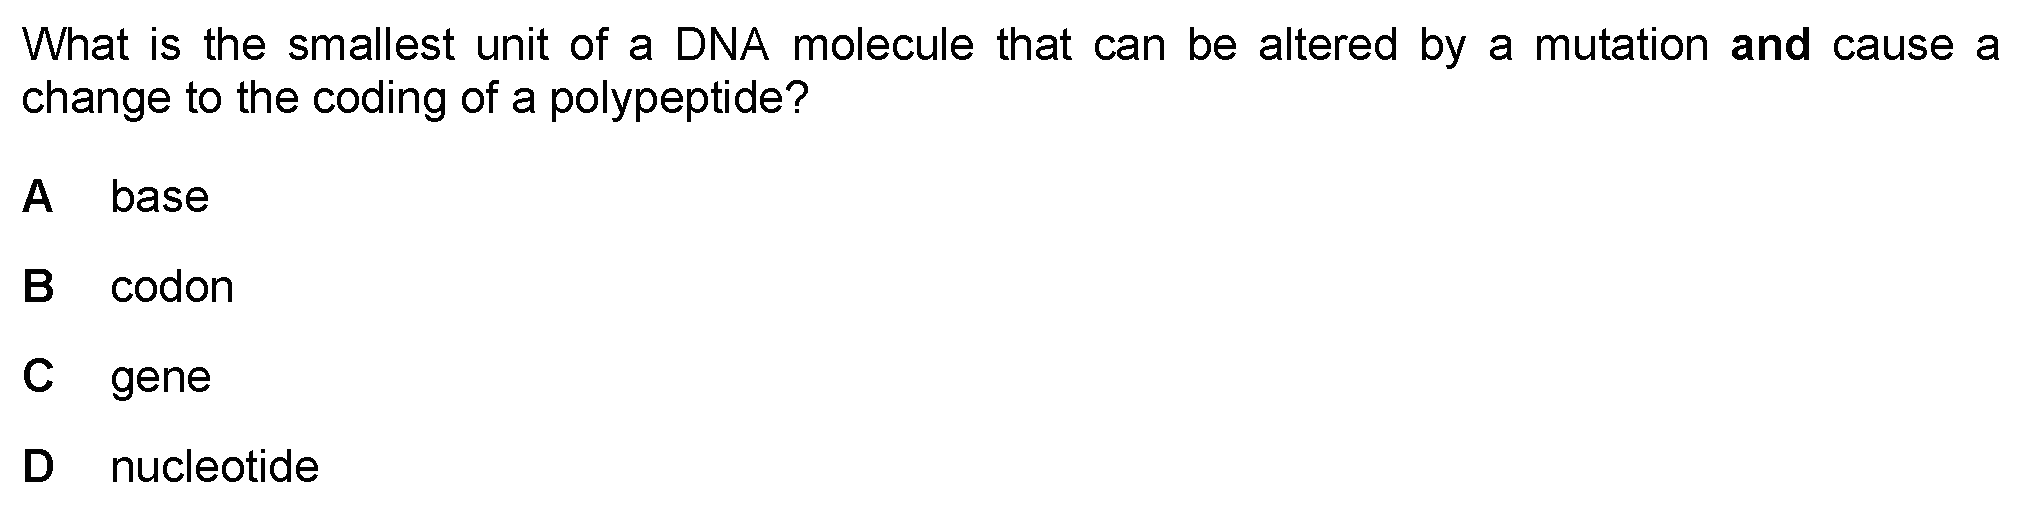 What is the smallest unit of a DNA molecule that can be altered by a mutation and cause a
change to the coding of a polypeptide?
A base
B codon
C gene
D nucleotide